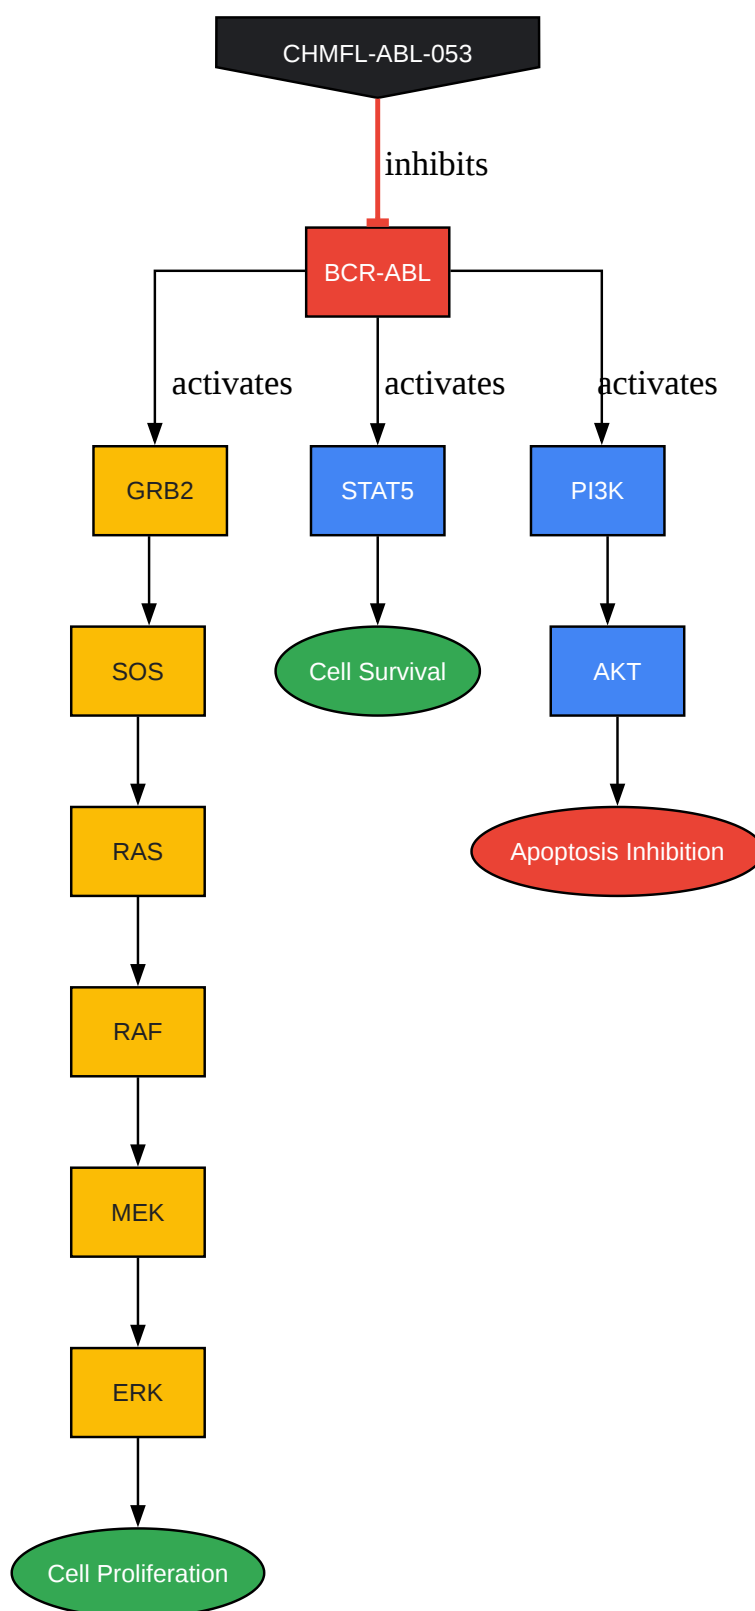 CHMFL-ABL-053
inhibits
BCR-ABL
activates
activates
activates
GRB2
STAT5
PI3K
SOS
Cell Survival
AKT
RAS
Apoptosis Inhibition
RAF
MEK
ERK
Cell Proliferation